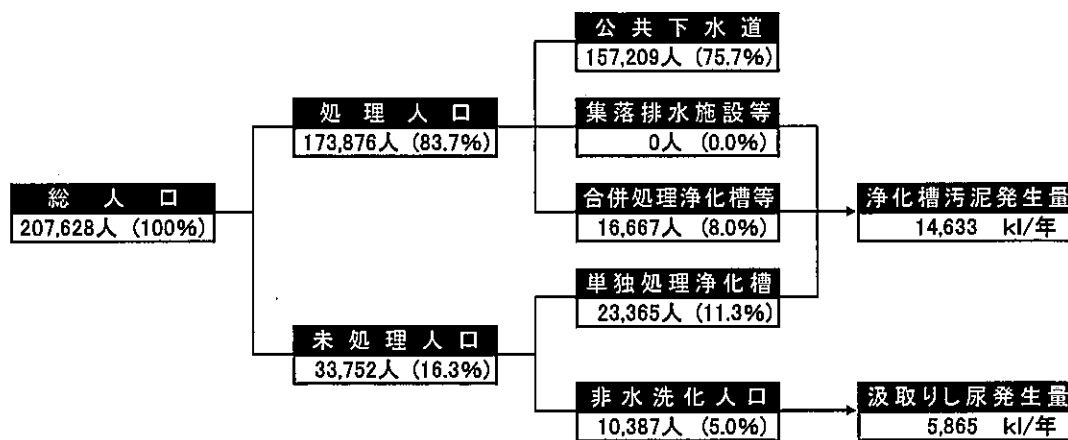 総人口
207,628人 (100%)
処理人口
173,876人 (83.7%)
未処理人口
33,752人 (16.3%)
公共下水道
157,209人 (75.7%)
集落排水施設等
0人 (0.0%)
合併処理浄化槽等
16,667人 (8.0%)
単独処理浄化槽
23,365人 (11.3%)
非水洗化人口
10,387人 (5.0%)
浄化槽汚泥発生量
14,633 kl/年
汲取りし尿発生量
5,865 kl/年